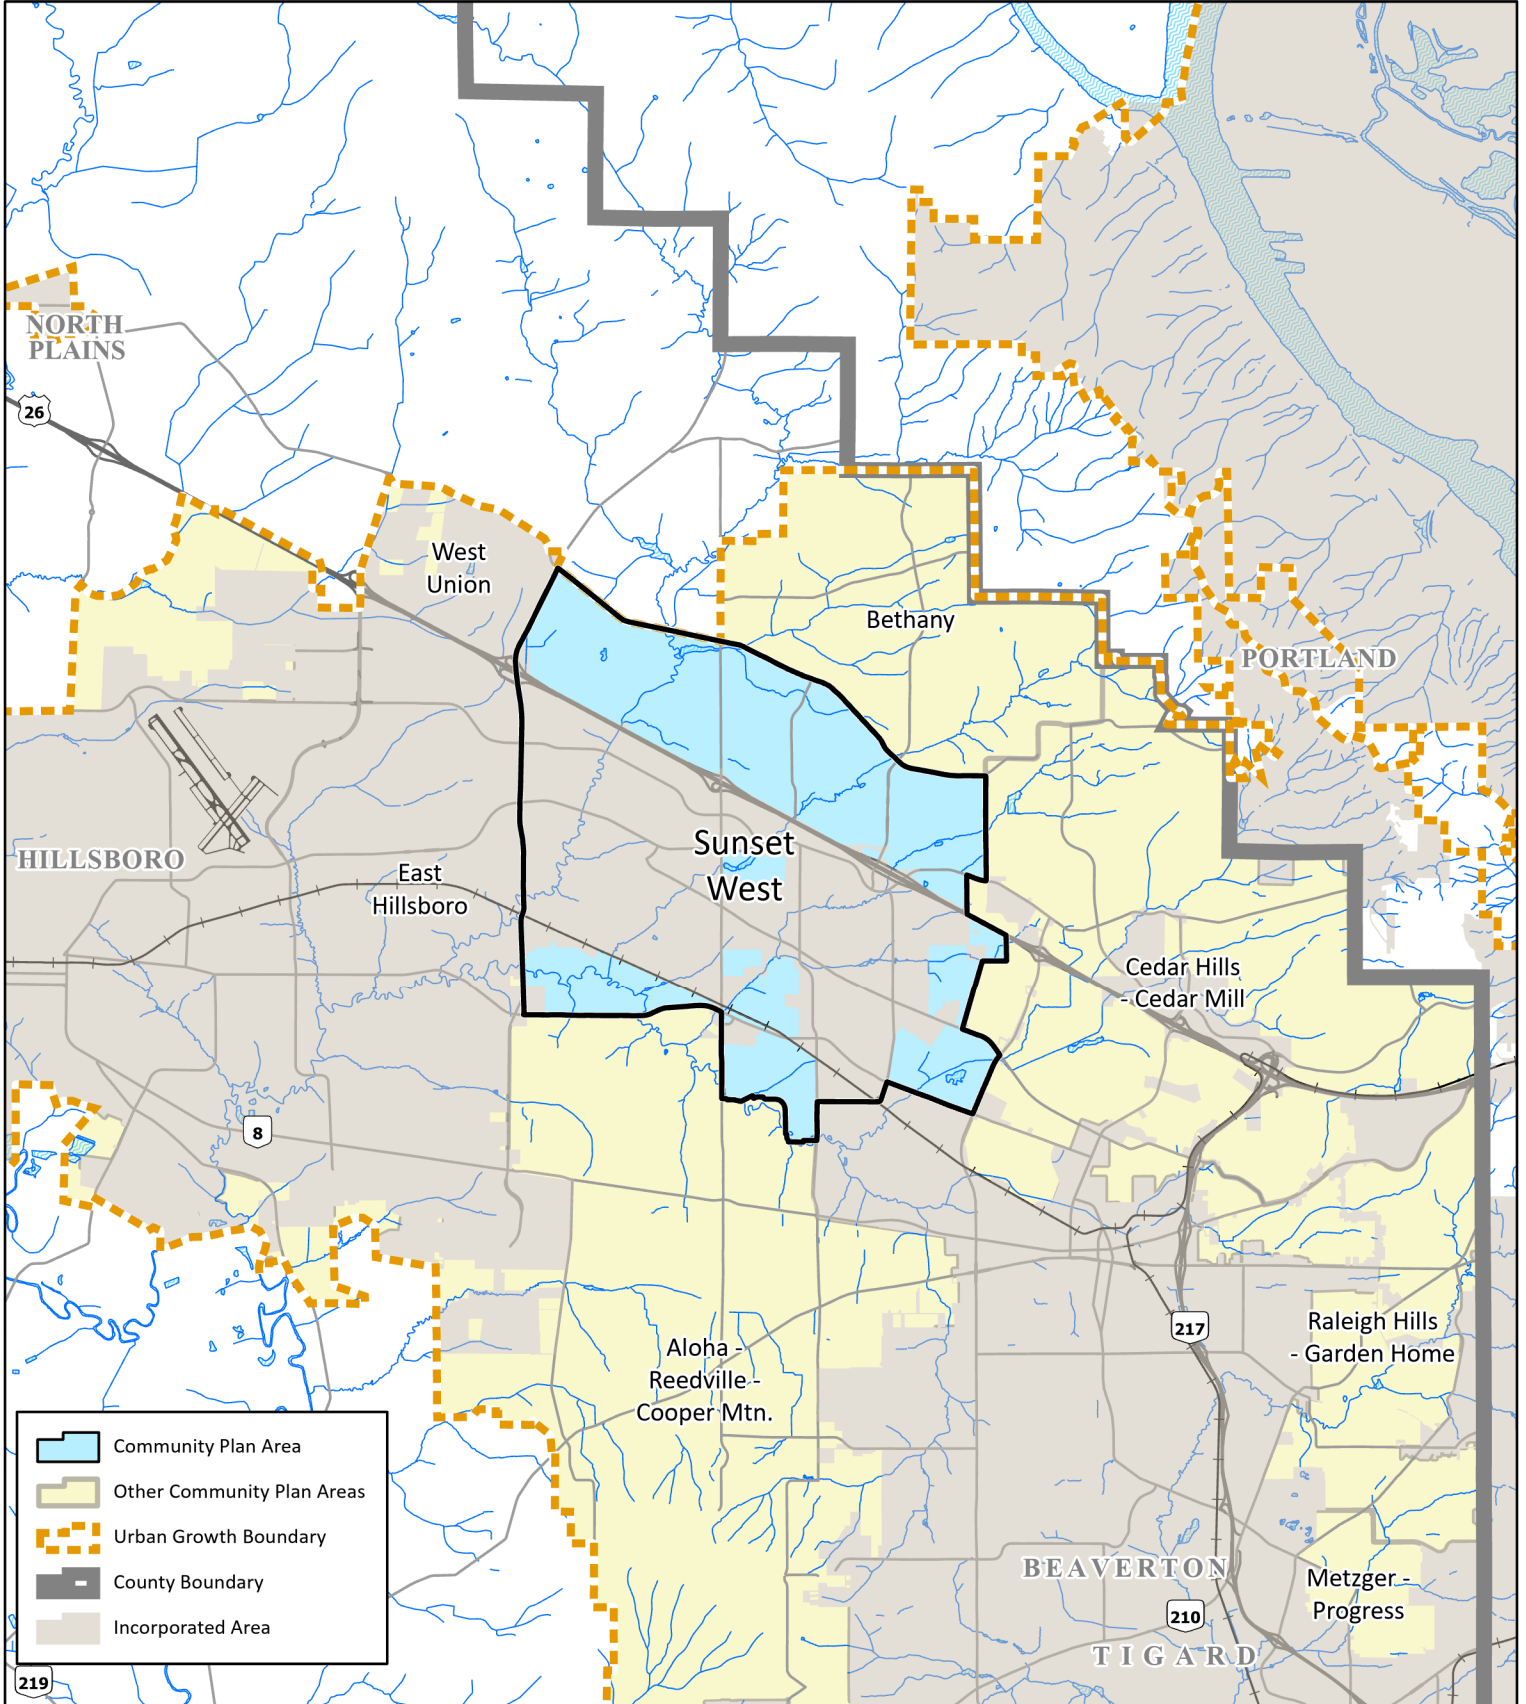 NORTH
PLAINS
26
West
Union
Bethany
PORTLAND
HILLSBORO
East
Hillsboro
Sunset
West
Cedar Hills
- Cedar Mill
8
217
Raleigh Hills
- Garden Home
Aloha -
Reedville -
Cooper Mtn.
Community Plan Area
Other Community Plan Areas
Urban Growth Boundary
County Boundary
Incorporated Area
BEAVERTON
Metzger -
Progress
210
TIGARD
219